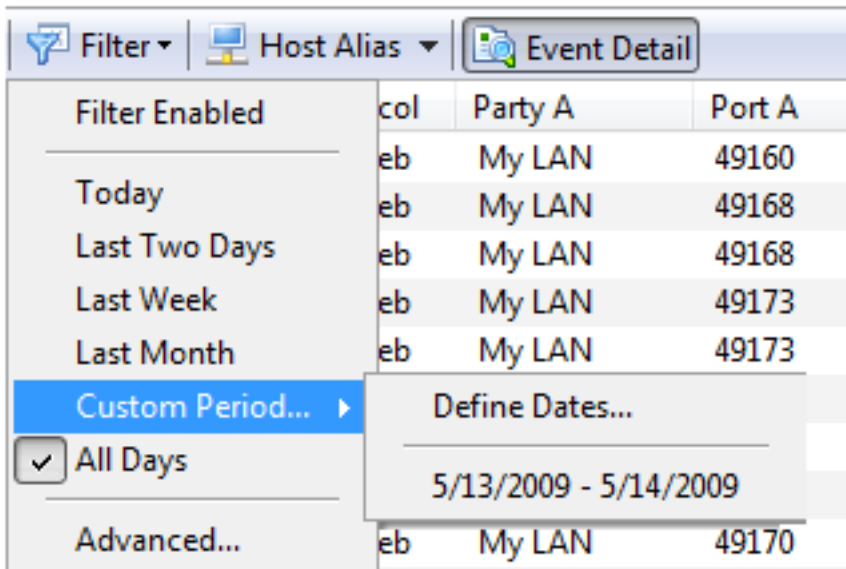 Filter Host Alias Event Detail
Filter Enabled col Party A Port A
eb My LAN 49160
Today eb My LAN 49168
Last Two Days eb My LAN 49168
Last Week eb My LAN 49173
Last Month eb My LAN 49173
Custom Period... Define Dates...
All Days
5/13/2009 - 5/14/2009
Advanced... eb My LAN 49170